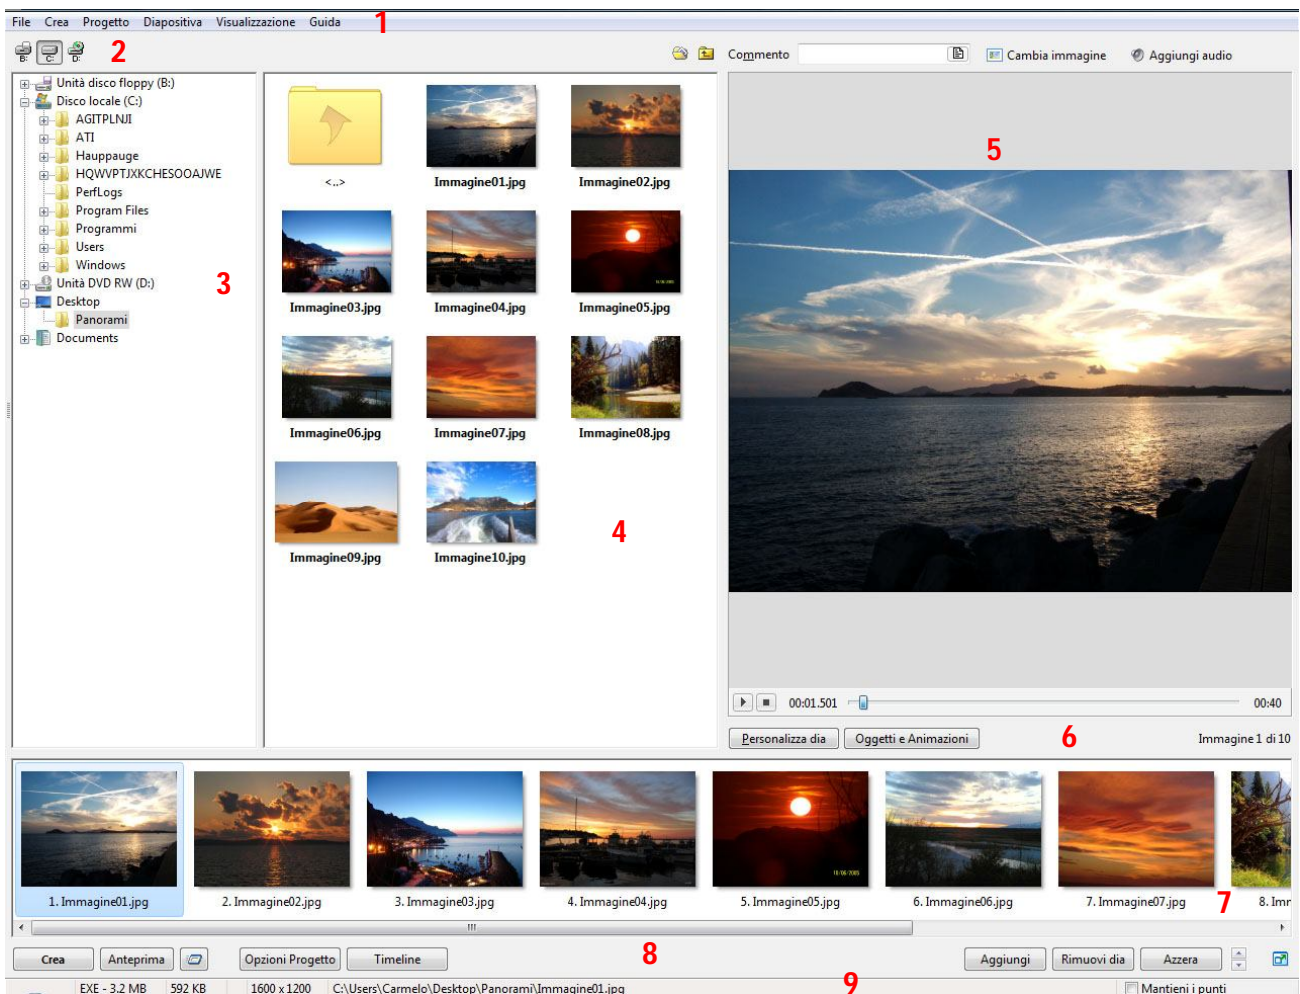 File Crea Progetto Diapositiva Visualizzazione Guida 1
B: C: D: 2
Commento Cambia immagine Aggiungi audio
Unità disco floppy (B:)
Disco locale (C:)
AGITPLNJI
ATI
Hauppauge
HQWVPTJXKCHESOOAJWE
PerfLogs
Program Files
Programmi
Users
Windows
Unità DVD RW (D:)
3
Desktop
Panorami
Documents
<..> Immagine01.jpg Immagine02.jpg
Immagine03.jpg Immagine04.jpg Immagine05.jpg
Immagine06.jpg Immagine07.jpg Immagine08.jpg
Immagine09.jpg Immagine10.jpg
4
5
00:01.501 00:40
Personalizza dia Oggetti e Animazioni 6 Immagine 1 di 10
10/06/2005
1. Immagine01.jpg 2. Immagine02.jpg 3. Immagine03.jpg 4. Immagine04.jpg 5. Immagine05.jpg 6. Immagine06.jpg 7. Immagine07.jpg 7 8. Imm
Crea Anteprima Opzioni Progetto Timeline 8 Aggiungi Rimuovi dia Azzera
EXE - 3.2 MB 592 KB 1600 x 1200 C:\Users\Carmelo\Desktop\Panorami\Immagine01.jpg 9 Mantieni i punti